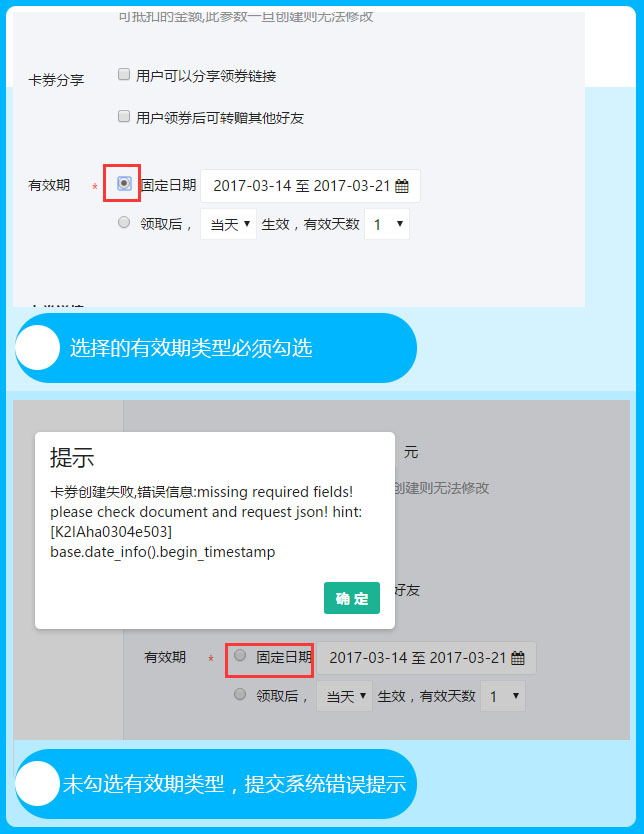 可抵扣的金额,此参数一旦创建则无法修改
卡券分享
用户可以分享领券链接
用户领券后可转赠其他好友
有效期 * 固定日期 2017-03-14 至 2017-03-21
领取后， 当天 生效，有效天数 1
选择的有效期类型必须勾选
元
提示
创建则无法修改
卡券创建失败,错误信息:missing required fields!
please check document and request json! hint:
[K2IAha0304e503]
base.date_info().begin_timestamp
好友
确 定
有效期 * 固定日期 2017-03-14 至 2017-03-21
领取后， 当天 生效，有效天数 1
未勾选有效期类型，提交系统错误提示